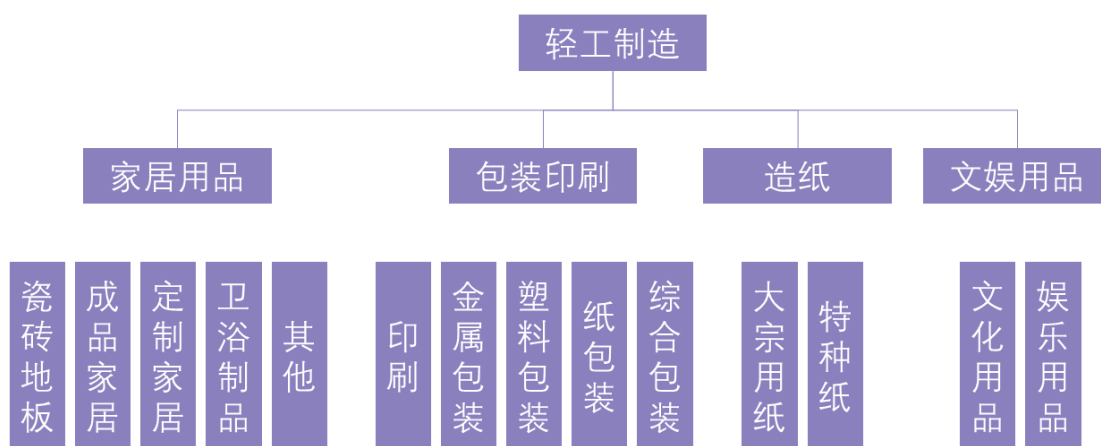 轻工制造
家居用品
包装印刷
造纸
文娱用品
瓷砖地板
成品家居
定制家居
卫浴制品
其他
印刷
金属包装
塑料包装
纸包装
综合包装
大宗用纸
特种纸
文化用品
娱乐用品